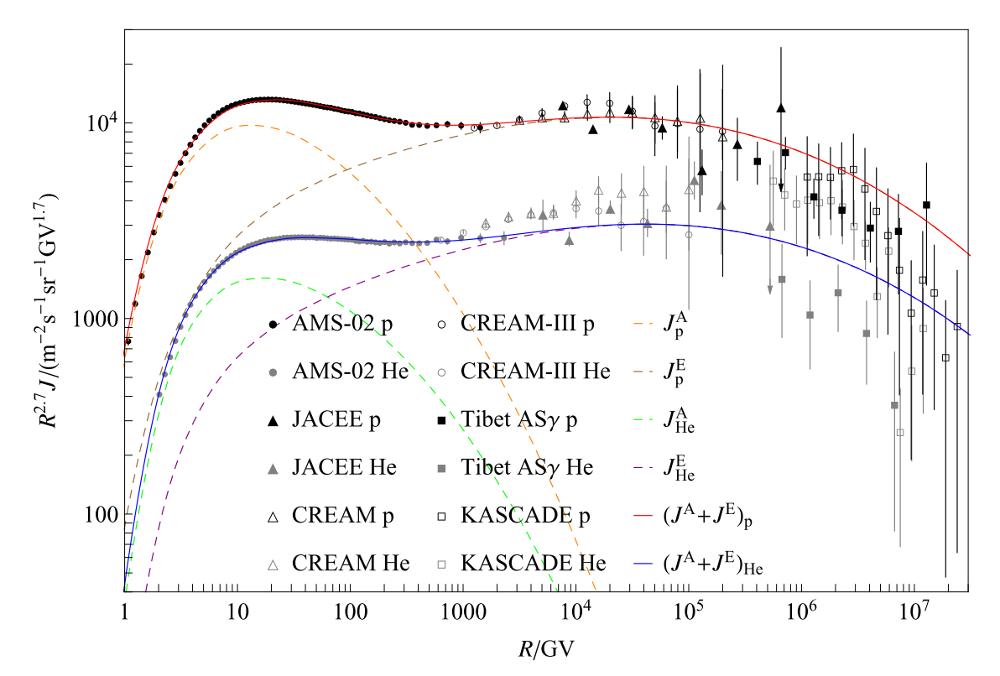 10⁴
1000
100
R^2.7 J/(m⁻²s⁻¹sr⁻¹GV^1.7)
AMS-02 p CREAM-III p J_p^A
AMS-02 He CREAM-III He J_p^E
JACEE p Tibet ASγ p J_He^A
JACEE He Tibet ASγ He J_He^E
CREAM p KASCADE p (J^A+J^E)_p
CREAM He KASCADE He (J^A+J^E)_He
1 10 100 1000 10⁴ 10⁵ 10⁶ 10⁷
R/GV